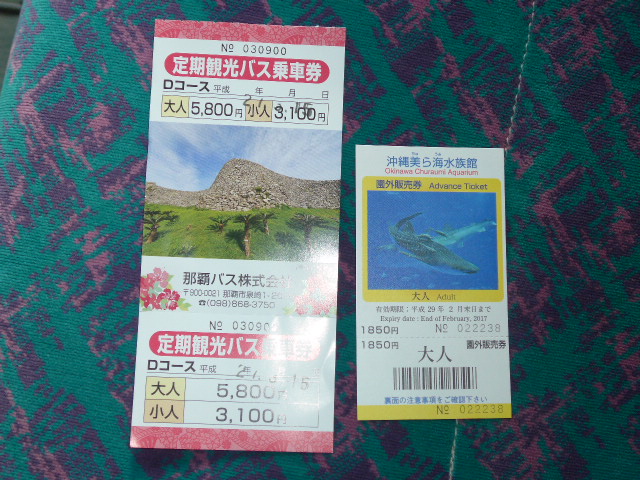 № 030900
定期観光バス乗車券
Dコース 平成 年 月 日
大人 5,800円 小人 3,100円
那覇バス株式会
〒900-0021 那覇市泉崎1-
☎(098)868-3750
№ 03090
定期観光バス 券
Dコース 平成
大人 5,800円
小人 3,100円
沖縄美ら海水族館
Okinawa Churaumi Aquarium
園外販売券 Advance Ticket
大人 Adult
有効期限:平成 29 年 2 月末日まで
Expiry date : End of February, 2017
1850円 № 022238
1850円 園外販売券
大人
裏面の注意事項をご確認下さい
№ 022238